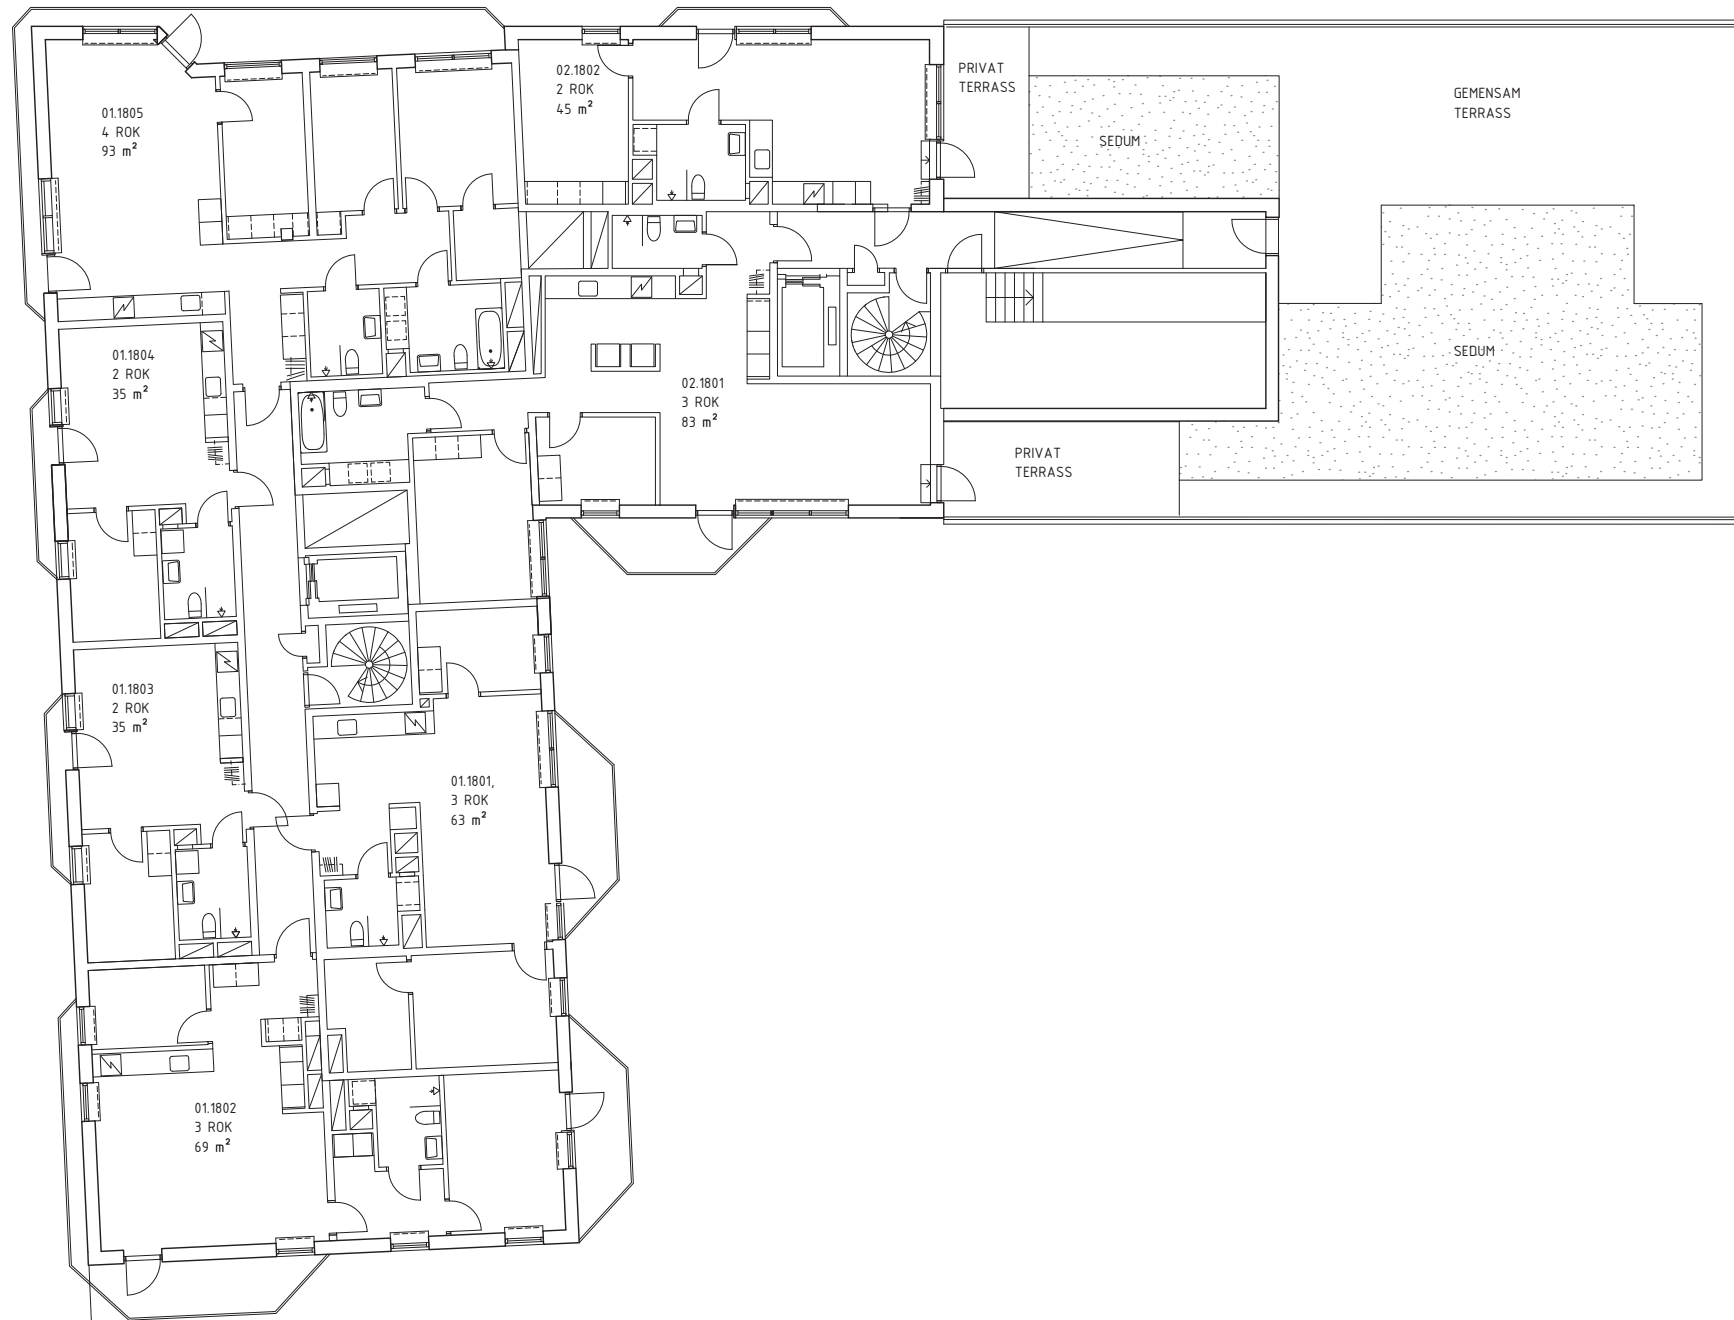 01.1805
4 ROK
93 m²
02.1802
2 ROK
45 m²
PRIVAT
TERRASS
GEMENSAM
TERRASS
SEDUM
01.1804
2 ROK
35 m²
02.1801
3 ROK
83 m²
SEDUM
PRIVAT
TERRASS
01.1803
2 ROK
35 m²
01.1801,
3 ROK
63 m²
01.1802
3 ROK
69 m²